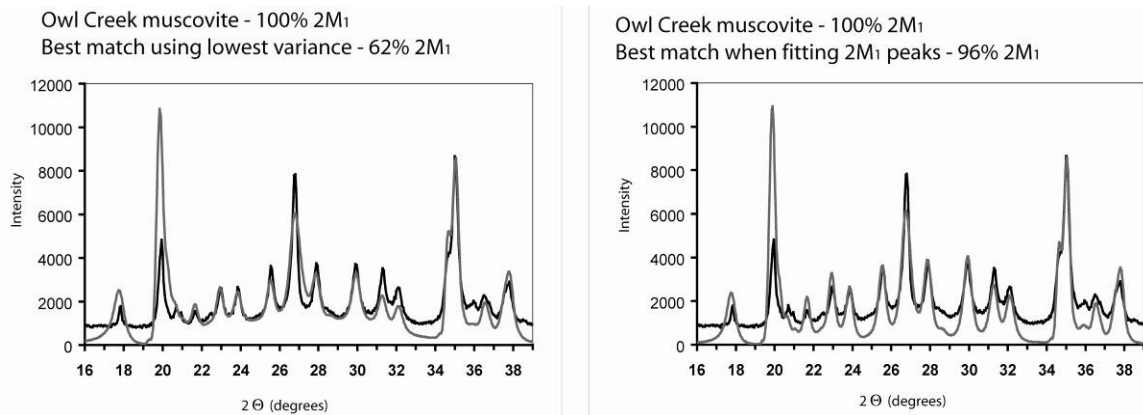 Owl Creek muscovite - 100% 2M1
Best match using lowest variance - 62% 2M1
12000
10000
8000
6000
4000
2000
0
Intensity
16 18 20 22 24 26 28 30 32 34 36 38
2 Θ (degrees)
Owl Creek muscovite - 100% 2M1
Best match when fitting 2M1 peaks - 96% 2M1
12000
10000
8000
6000
4000
2000
0
Intensity
16 18 20 22 24 26 28 30 32 34 36 38
2 Θ (degrees)